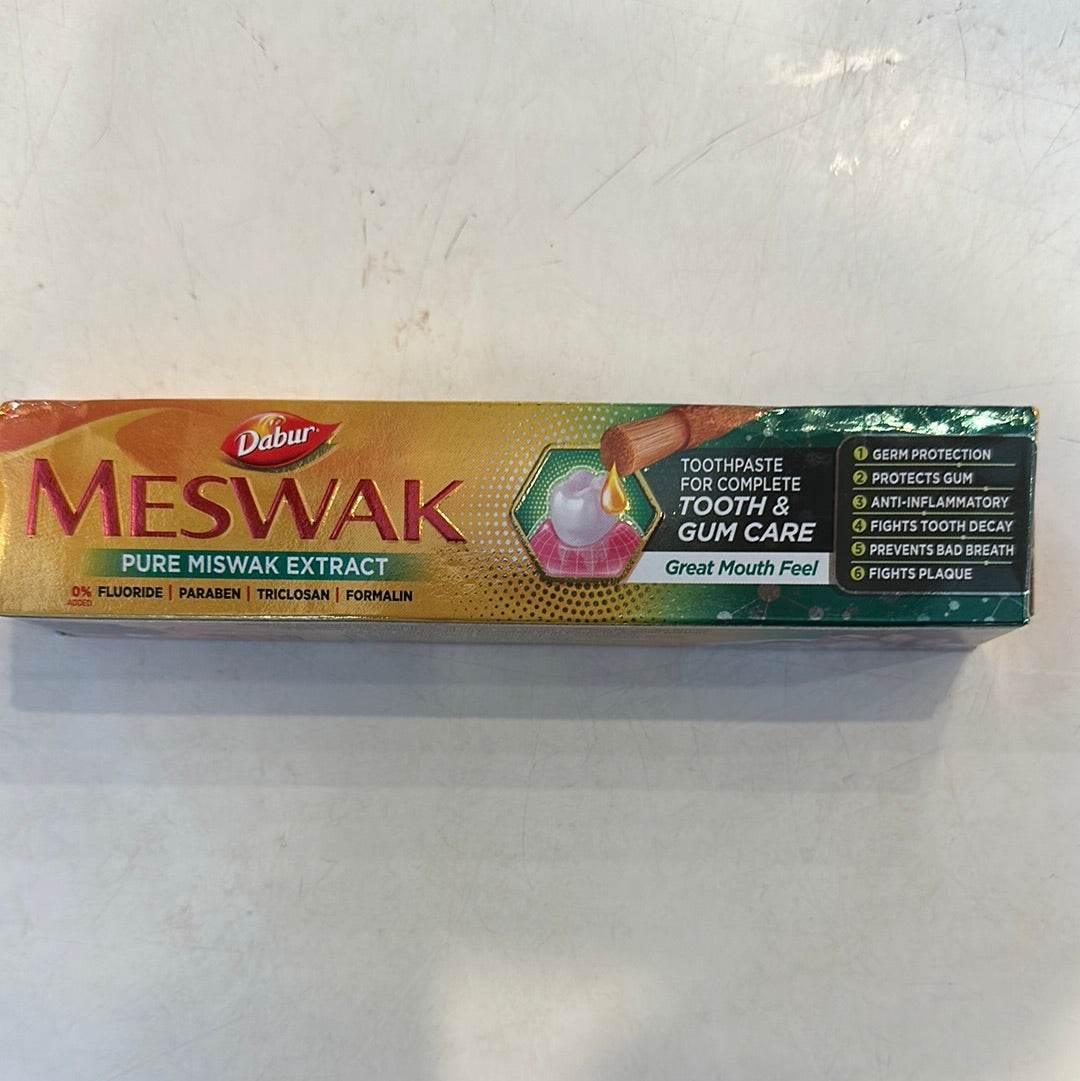 Dabur
MESWAK
PURE MISWAK EXTRACT
0% ADDED FLUORIDE | PARABEN | TRICLOSAN | FORMALIN
TOOTHPASTE
FOR COMPLETE
TOOTH &
GUM CARE
Great Mouth Feel
1 GERM PROTECTION
2 PROTECTS GUM
3 ANTI-INFLAMMATORY
4 FIGHTS TOOTH DECAY
5 PREVENTS BAD BREATH
6 FIGHTS PLAQUE